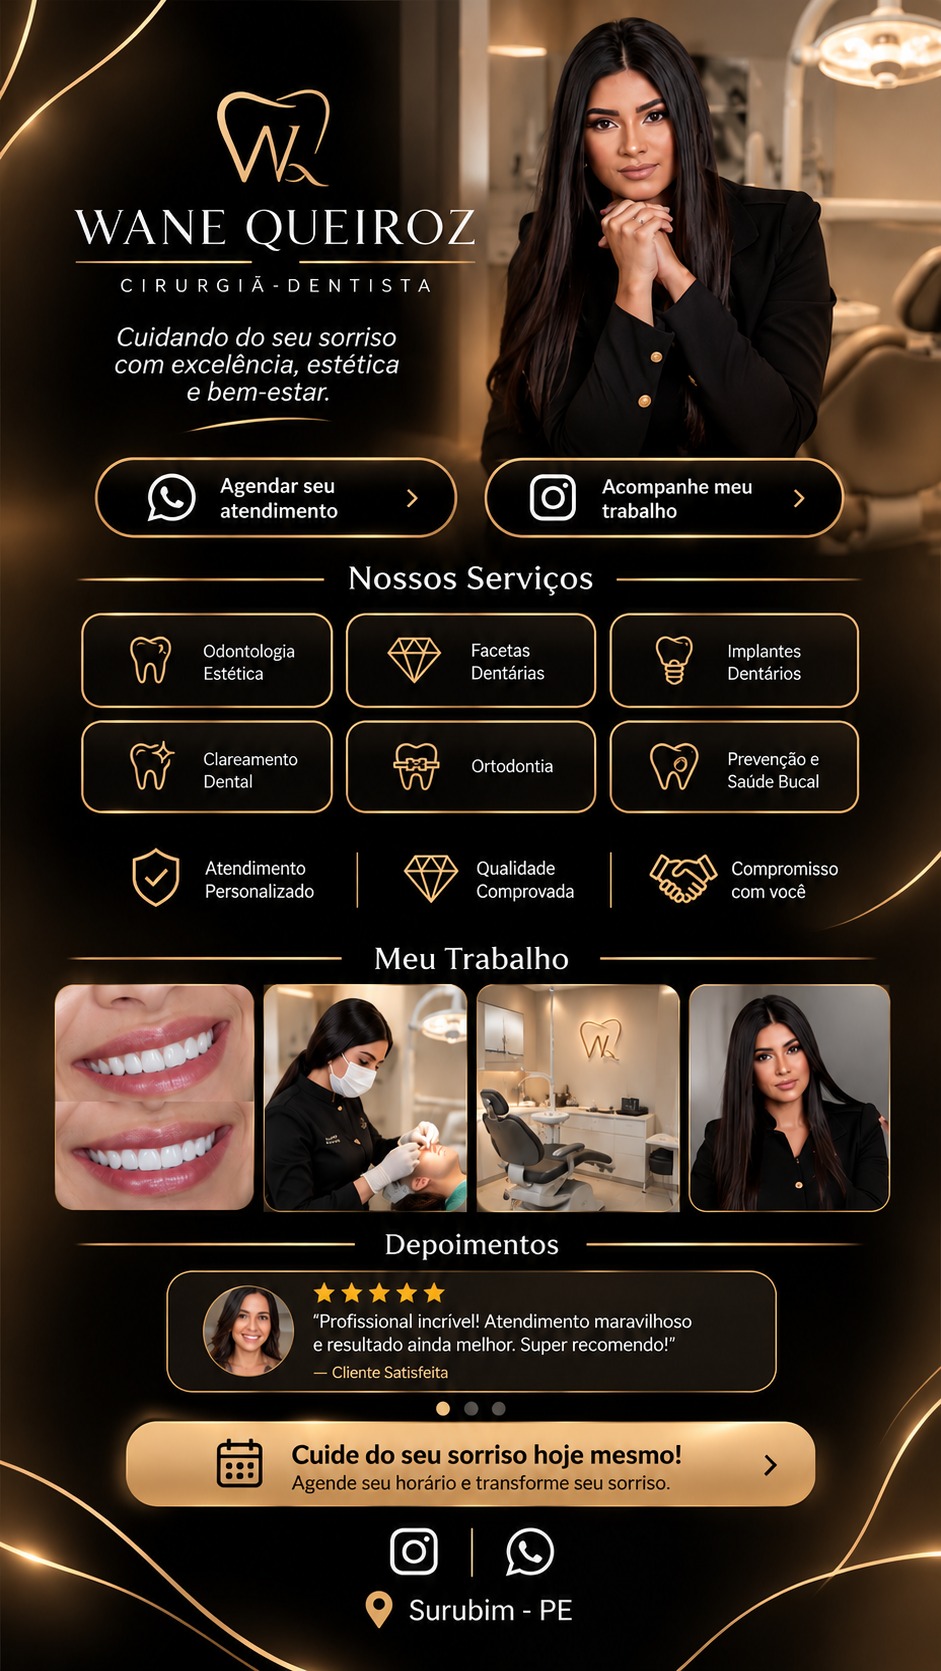 WANE QUEIROZ
CIRURGIÃ-DENTISTA
Cuidando do seu sorriso
com excelência, estética
e bem-estar.
Agendar seu
atendimento
Acompanhe meu
trabalho
Nossos Serviços
Odontologia
Estética
Facetas
Dentárias
Implantes
Dentários
Clareamento
Dental
Ortodontia
Prevenção e
Saúde Bucal
Atendimento
Personalizado
Qualidade
Comprovada
Compromisso
com você
Meu Trabalho
Depoimentos
"Profissional incrível! Atendimento maravilhoso
e resultado ainda melhor. Super recomendo!"
— Cliente Satisfeita
Cuide do seu sorriso hoje mesmo!
Agende seu horário e transforme seu sorriso.
Surubim - PE